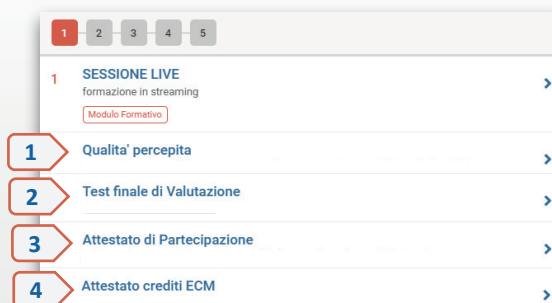 1 2 3 4 5
1 SESSIONE LIVE
formazione in streaming
Modulo Formativo
1 Qualita' percepita
2 Test finale di Valutazione
3 Attestato di Partecipazione
4 Attestato crediti ECM